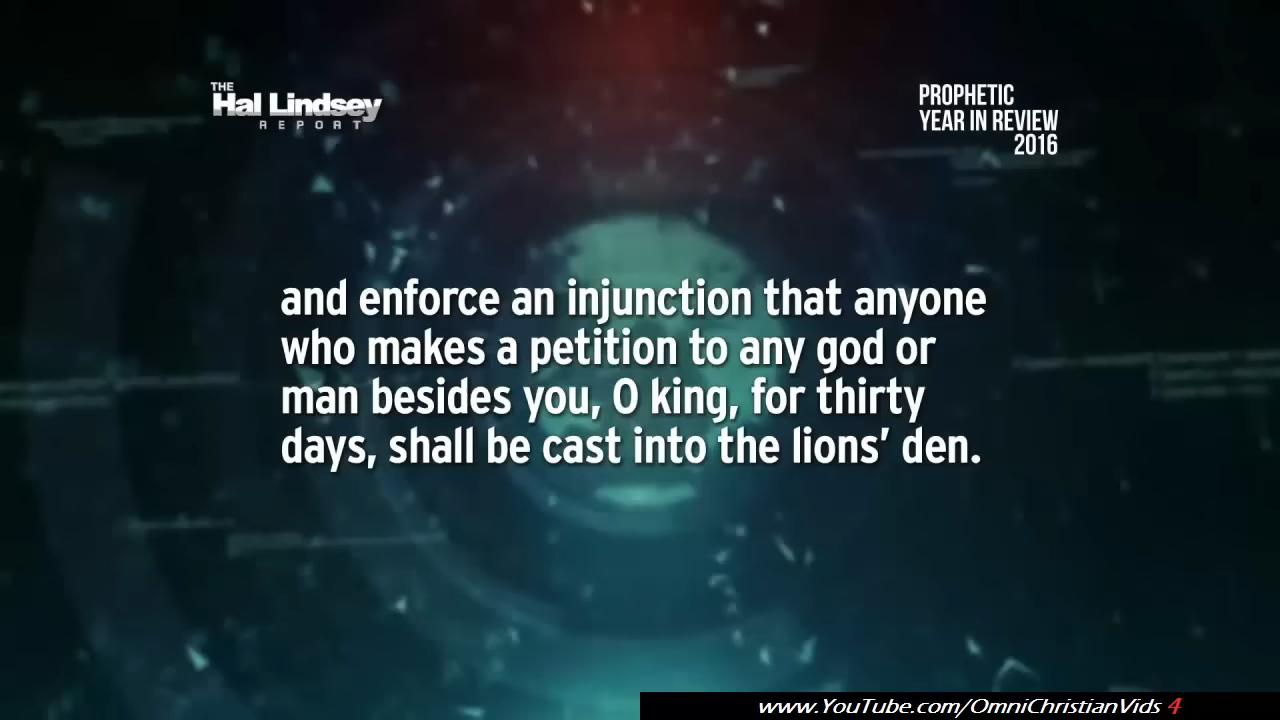 THE
Hal Lindsey
REPORT
PROPHETIC
YEAR IN REVIEW
2016
and enforce an injunction that anyone
who makes a petition to any god or
man besides you, O king, for thirty
days, shall be cast into the lions’ den.
www.YouTube.com/OmniChristianVids 4